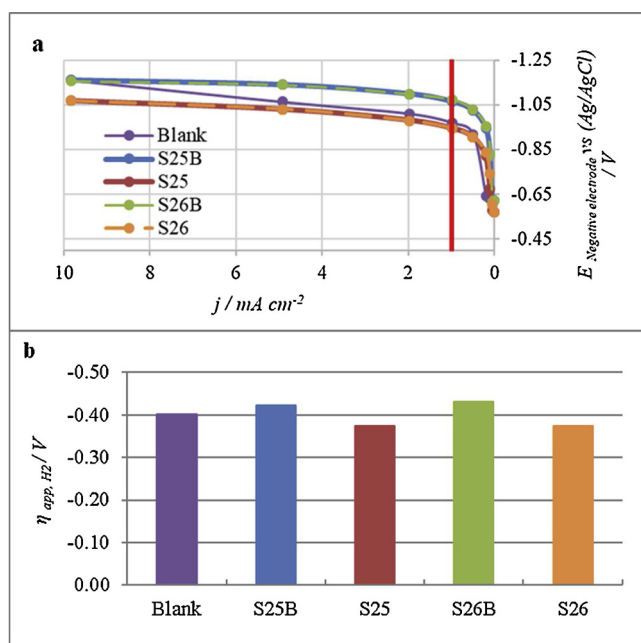 a
-1.25
-1.05
-0.85
-0.65
-0.45
E Negative electrode vs (Ag/AgCl)
/ V
Blank
S25B
S25
S26B
S26
10 8 6 4 2 0
j / mA cm-2
b
-0.50
-0.40
-0.30
-0.20
-0.10
0.00
η app, H2 / V
Blank S25B S25 S26B S26